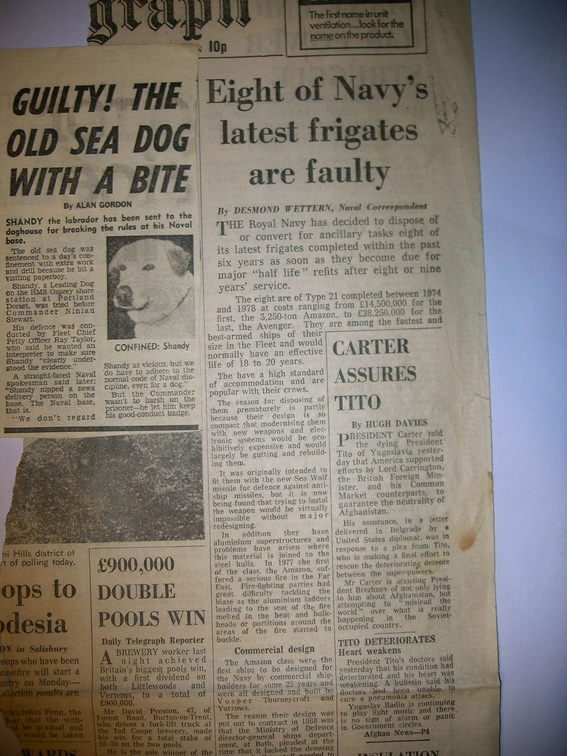 graph
10p
The first name in unit
ventilation...look for the
name on the product.
GUILTY! THE
OLD SEA DOG
WITH A BITE
By ALAN GORDON
SHANDY the labrador has been sent to the
doghouse for breaking the rules at his Naval
base.
The old sea dog was
sentenced to a day's con-
finement with extra work
and drill because he bit a
visiting paperboy.
Shandy, a Leading Dog
on the HMS Osprey shore
station at Portland
Dorset, was tried before
Commander Ninian
Stewart.
His defence was con-
ducted by Fleet Chief
Petty Officer Ray Taylor,
who said he wanted an
interpreter to make sure
Shandy "clearly under-
stood the evidence."
A straight-faced Naval
spokesman said later:
"Shandy nipped a news
delivery person on the
base. The Naval base,
that is.
"We don't regard
CONFINED: Shandy
Shandy as vicious, but we
do have to adhere to the
normal code of Naval dis-
cipline, even for a dog."
But the Commander
wasn't to harsh on the
prisoner—he let him keep
his good-conduct badge.
Eight of Navy's
latest frigates
are faulty
By DESMOND WETTERN, Naval Correspondent
THE Royal Navy has decided to dispose of
or convert for ancillary tasks eight of
its latest frigates completed within the past
six years as soon as they become due for
major "half life" refits after eight or nine
years' service.
The eight are of Type 21 completed between 1974
and 1978 at costs ranging from £14,500,000 for the
first, the 3,250-ton Amazon, to £28,250,000 for the
last, the Avenger. They are among the fastest and
best-armed ships of their
size in the Fleet and would
normally have an effective
life of 18 to 20 years.
The have a high standard
of accommodation and are
popular with their crews.
The reason for disposing of
them prematurely is partly
because their design is so
compact that modernising them
with new weapons and elec-
tronic systems would be pro-
hibitively expensive and would
largely be gutting and rebuild-
ing them.
It was originally intended to
fit them with the new Sea Wolf
missile for defence against anti-
ship missiles, but it is now
being found that trying to instal
the weapon would be virtually
impossible without major
redesigning.
In addition they have
aluminium superstructures and
problems have arisen where
this material is joined to the
steel hulls. In 1977 the first
of the class, the Amazon, suf-
fered a serious fire in the Far
East. Fire-fighting parties had
great difficulty tackling the
blaze as the aluminium ladders
leading to the seat of the fire
melted in the heat and bulk-
heads or partitions around the
areas of the fire started to
buckle.
Commercial design
The Amazon class were the
first ships to be designed for
the Navy by commercial ship-
builders for some 25 years and
were all designed and built by
Vosper Thorneycroft and
Yarrows.
The reason their design was
put out to contract in 1968 was
that the Ministry of Defence
director-general ships depart-
ment, at Bath, pleaded at the
time that it lacked the drawing
CARTER
ASSURES
TITO
By HUGH DAVIES
PRESIDENT Carter told
the dying President
Tito of Yugoslavia yester-
day that America supported
efforts by Lord Carrington,
the British Foreign Min-
ister, and his Common
Market counterparts, to
guarantee the neutrality of
Afghanistan.
His assurance, in a letter
delivered in Belgrade by a
United States diplomat, was in
response to a plea from Tito,
who is making a final effort to
rescue the deteriorating detente
between the super-powers.
Mr Carter is accusing Presi-
dent Brezhnev of not only lying
to him about Afghanistan, but
attempting to mislead the
world over what is really
happening in the Soviet-
occupied country.
TITO DETERIORATES
Heart weakens
President Tito's doctors said
yesterday that his condition had
deteriorated and his heart was
weakening. A bulletin said his
doctors had been unable to
cure a pneumonia attack.
Yugoslav Radio is continuing
to play light music and there
is no sign of alarm or panic
in Government circles.
Afghan News—P4
£900,000
DOUBLE
POOLS WIN
Daily Telegraph Reporter
A BREWERY worker last
night achieved
Britain's biggest pools win,
with a first dividend on
both Littlewoods and
Vernons, to a total of
£900,000.
Mr David Preston, 47, of
Forest Road, Burton-on-Trent,
who drives a fork-lift truck at
the Ind Coope brewery, made
his win for a total stake of
on the two pools.
He is the sole winner of the
ni Hills district of
rt of polling today.
ops to
odesia
ON in Salisbury
oops who have been
ceasefire will start a
ntry on Monday—
election results are
Nicholas Fenn, the
ear that the with-
be gradual and
would be taken
WARDS